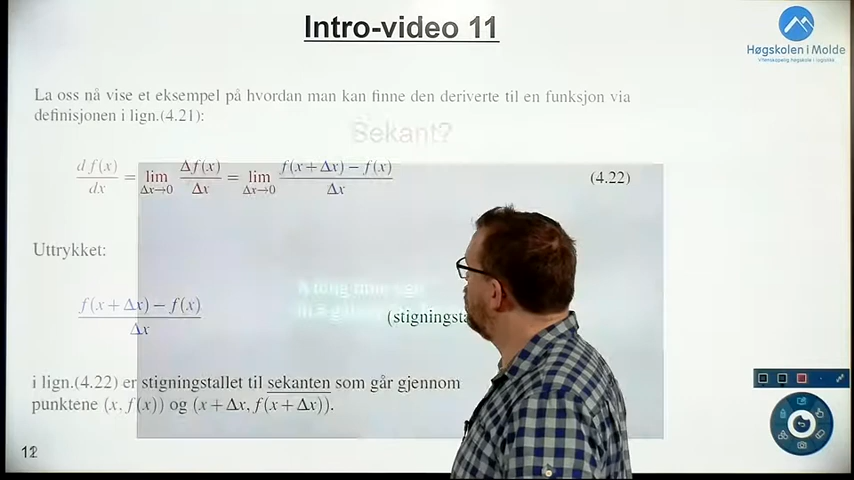 Intro-video 11
Høgskolen i Molde
Vitenskapelig høgskole i logistikk
La oss nå vise et eksempel på hvordan man kan finne den deriverte til en funksjon via
definisjonen i lign.(4.21):
Sekant?
df(x)/dx = lim Δx→0 Δf(x)/Δx = lim Δx→0 f(x+Δx) − f(x)/Δx (4.22)
Uttrykket:
f(x+Δx) − f(x)/Δx (stigningsta
i lign.(4.22) er stigningstallet til sekanten som går gjennom
punktene (x, f(x)) og (x+Δx, f(x+Δx)).